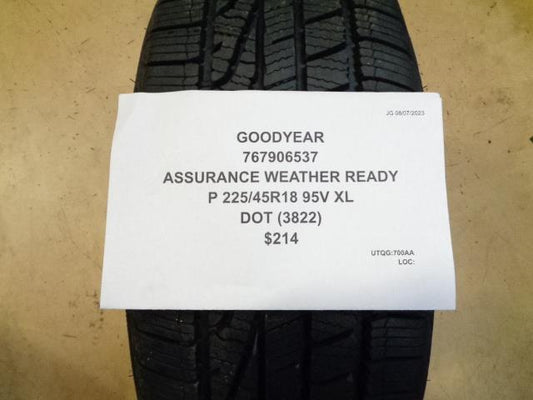 JG 08/07/2023
GOODYEAR
767906537
ASSURANCE WEATHER READY
P 225/45R18 95V XL
DOT (3822)
$214
UTQG:700AA
LOC: